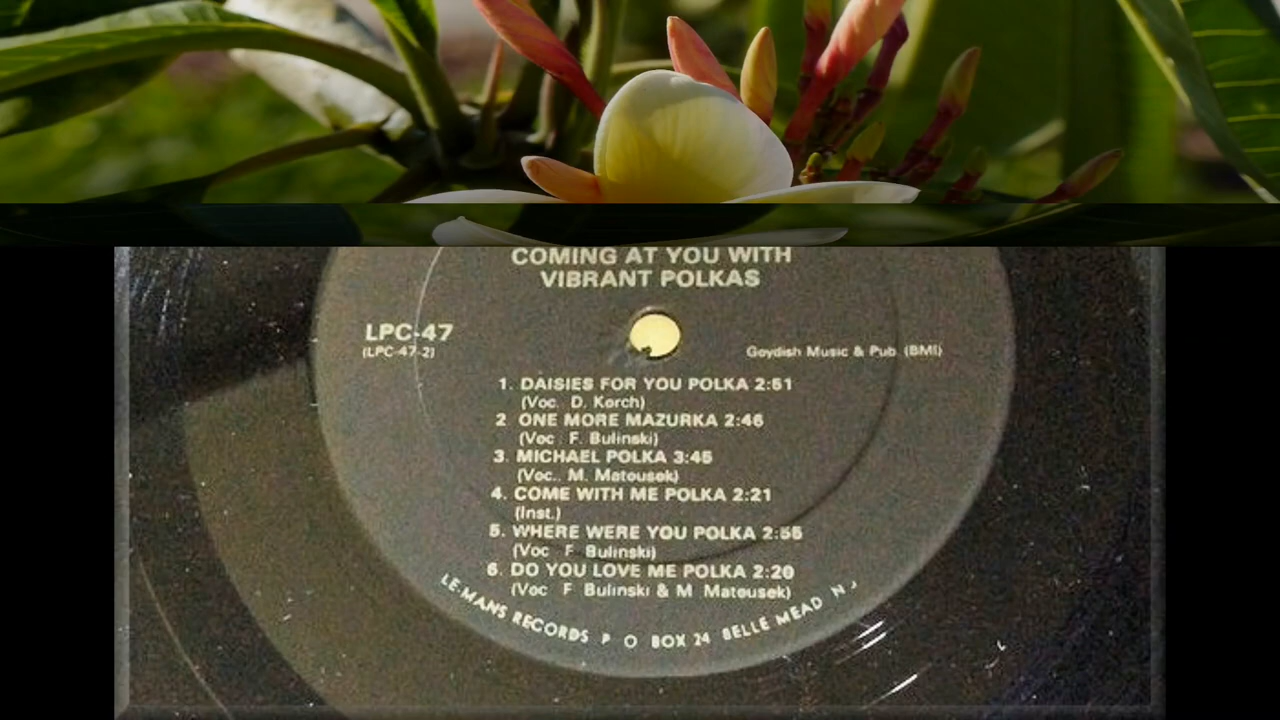 COMING AT YOU WITH
VIBRANT POLKAS
LPC-47
(LPC-47-2)
Goydish Music & Pub. (BMI)
1. DAISIES FOR YOU POLKA 2:51
(Voc. D. Kerch)
2 ONE MORE MAZURKA 2:46
(Voc F. Bulinski)
3. MICHAEL POLKA 3:45
(Voc.. M. Matousek)
4. COME WITH ME POLKA 2:21
(Inst.)
5. WHERE WERE YOU POLKA 2:55
(Voc F Bulinski)
6. DO YOU LOVE ME POLKA 2:20
(Voc F Bulinski & M Matousek)
LE-MANS RECORDS P O BOX 24 BELLE MEAD N J